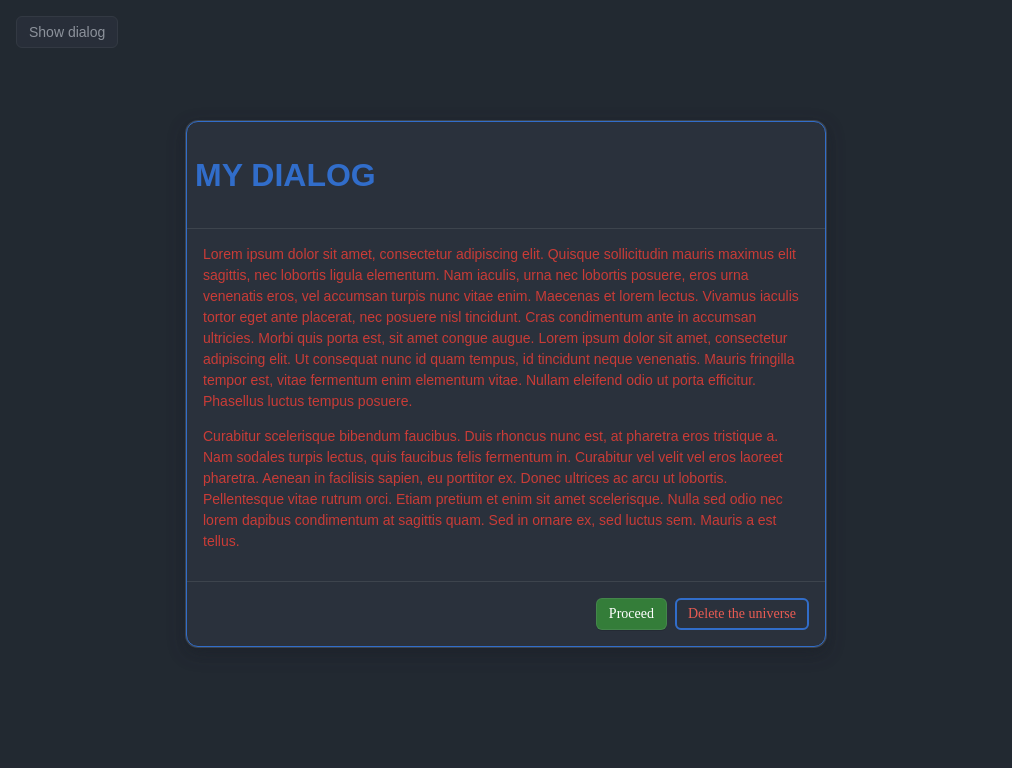 Show dialog
MY DIALOG
Lorem ipsum dolor sit amet, consectetur adipiscing elit. Quisque sollicitudin mauris maximus elit
sagittis, nec lobortis ligula elementum. Nam iaculis, urna nec lobortis posuere, eros urna
venenatis eros, vel accumsan turpis nunc vitae enim. Maecenas et lorem lectus. Vivamus iaculis
tortor eget ante placerat, nec posuere nisl tincidunt. Cras condimentum ante in accumsan
ultricies. Morbi quis porta est, sit amet congue augue. Lorem ipsum dolor sit amet, consectetur
adipiscing elit. Ut consequat nunc id quam tempus, id tincidunt neque venenatis. Mauris fringilla
tempor est, vitae fermentum enim elementum vitae. Nullam eleifend odio ut porta efficitur.
Phasellus luctus tempus posuere.
Curabitur scelerisque bibendum faucibus. Duis rhoncus nunc est, at pharetra eros tristique a.
Nam sodales turpis lectus, quis faucibus felis fermentum in. Curabitur vel velit vel eros laoreet
pharetra. Aenean in facilisis sapien, eu porttitor ex. Donec ultrices ac arcu ut lobortis.
Pellentesque vitae rutrum orci. Etiam pretium et enim sit amet scelerisque. Nulla sed odio nec
lorem dapibus condimentum at sagittis quam. Sed in ornare ex, sed luctus sem. Mauris a est
tellus.
Proceed
Delete the universe